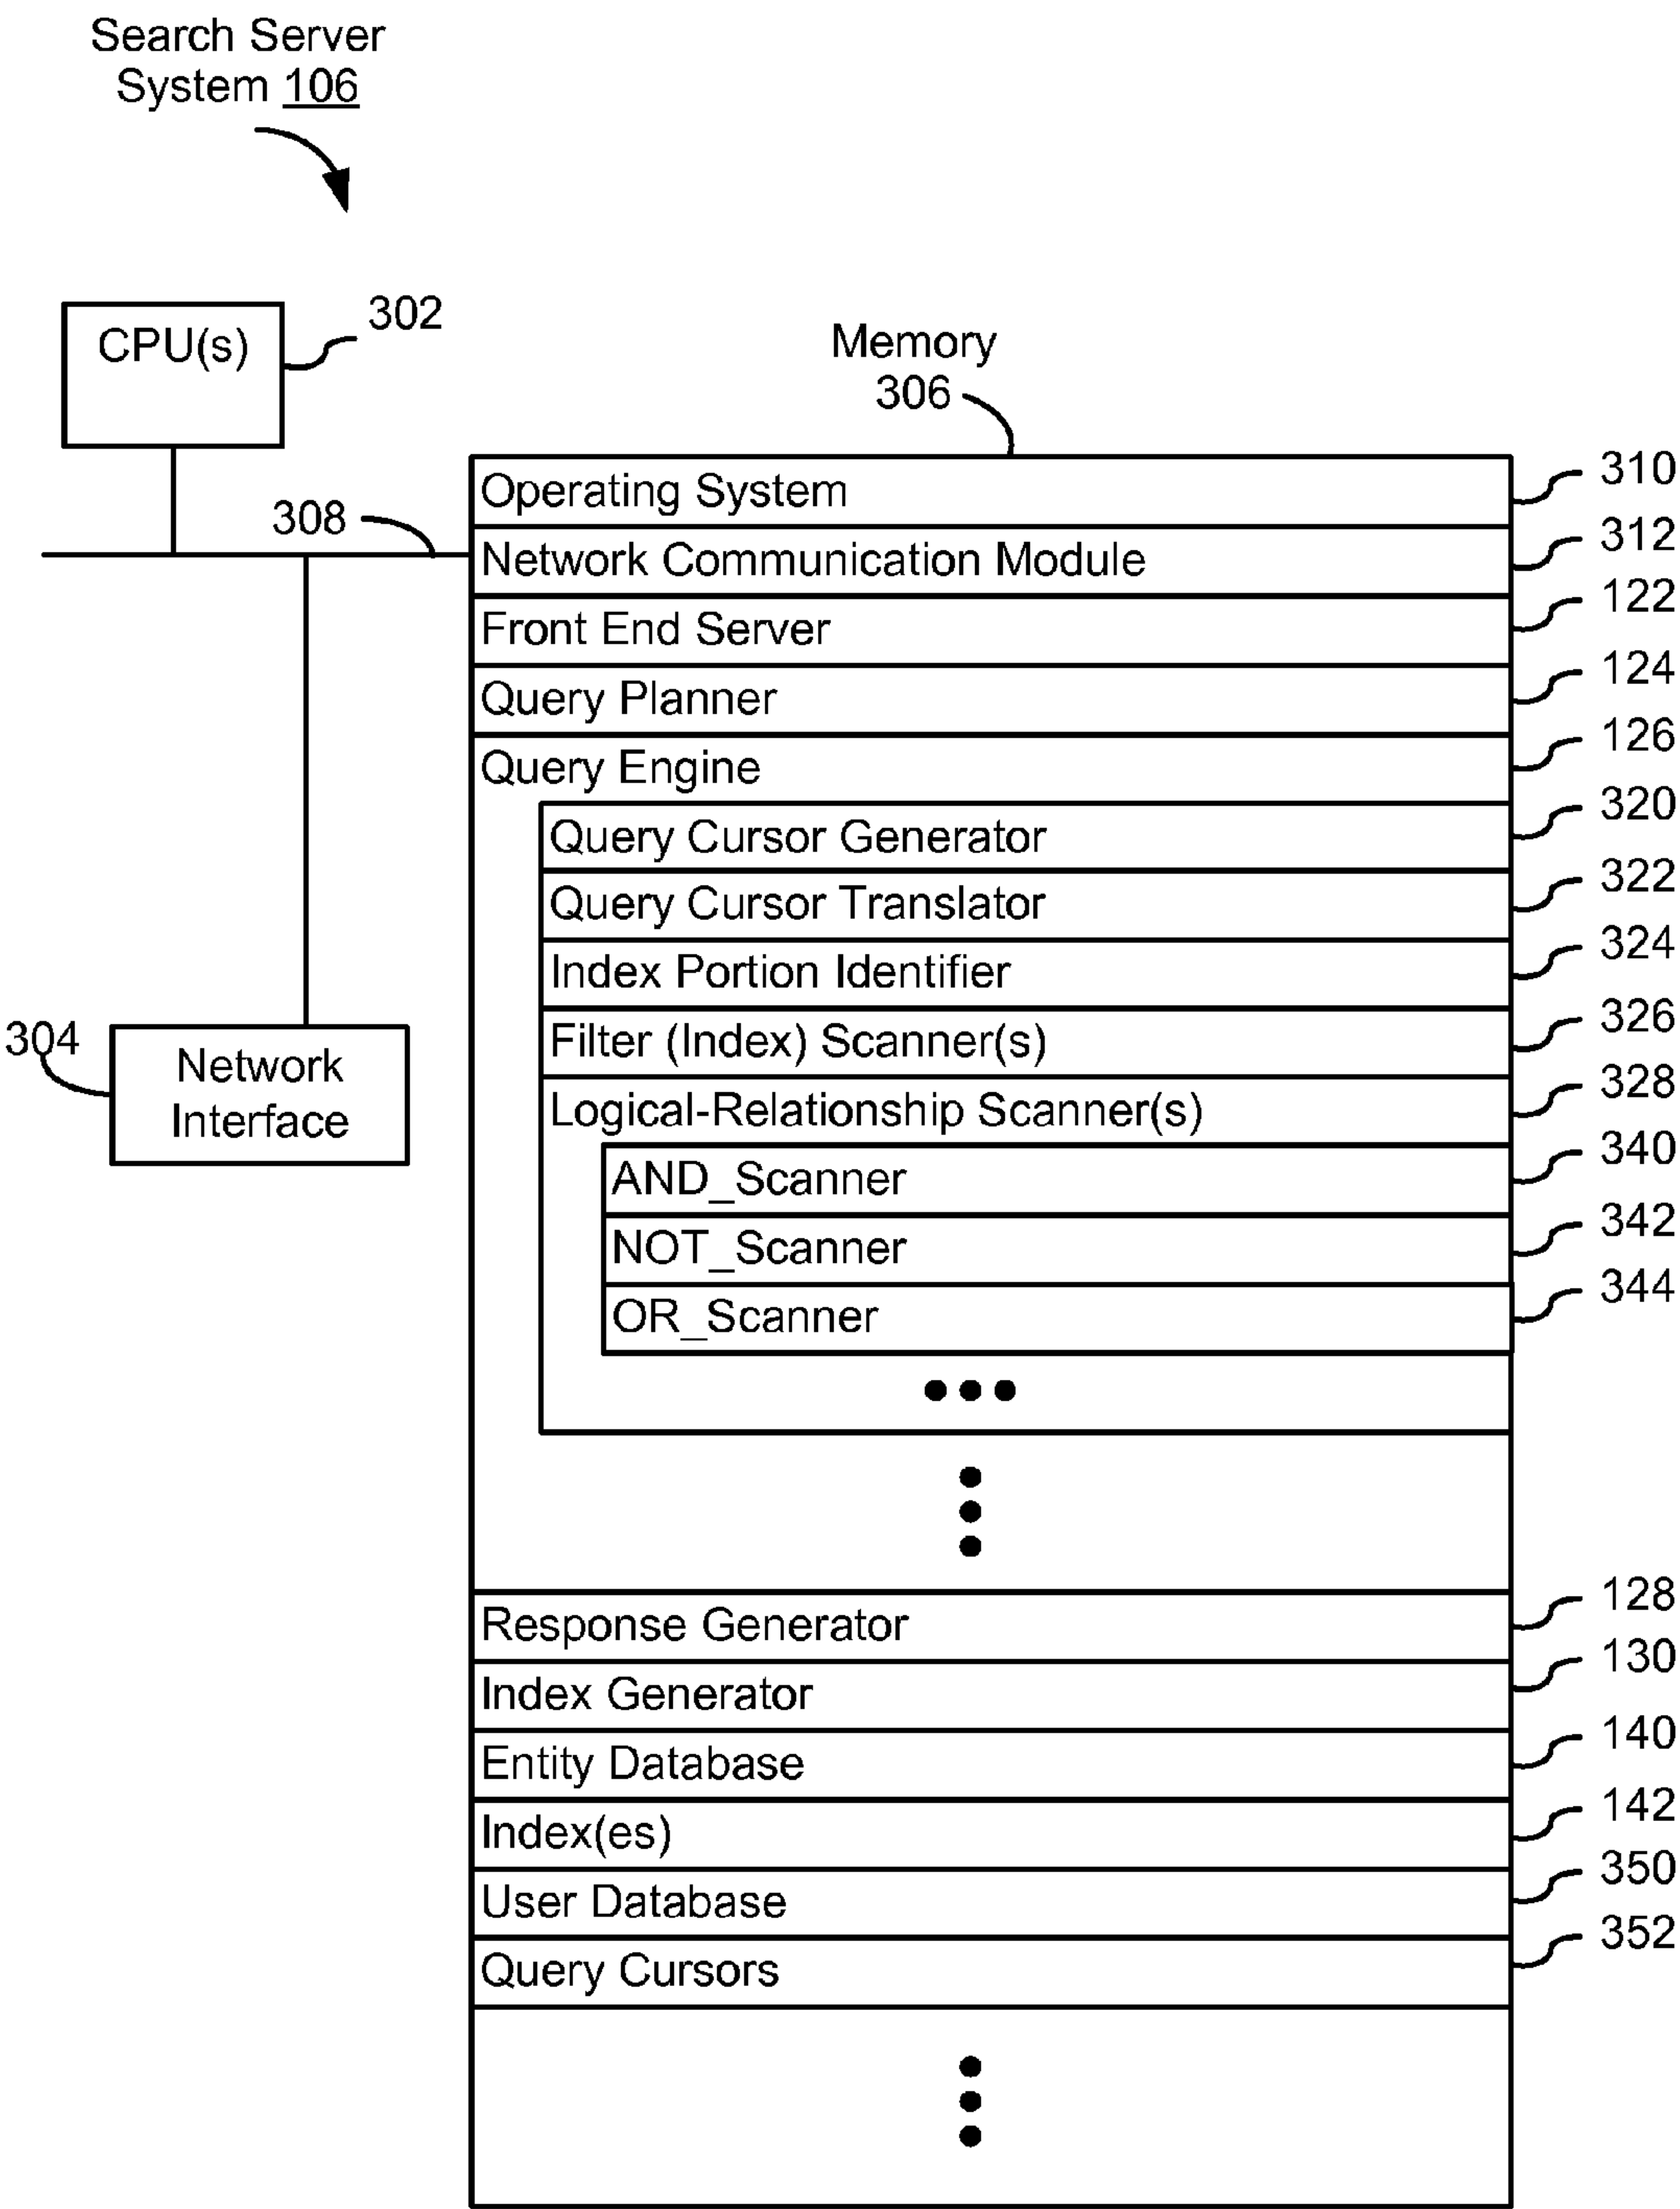 Search Server
System 106
CPU(s)
302
Memory
306
308
304
Network
Interface
Operating System
310
Network Communication Module
312
Front End Server
122
Query Planner
124
Query Engine
126
Query Cursor Generator
320
Query Cursor Translator
322
Index Portion Identifier
324
Filter (Index) Scanner(s)
326
Logical-Relationship Scanner(s)
328
AND_Scanner
340
NOT_Scanner
342
OR_Scanner
344
Response Generator
128
Index Generator
130
Entity Database
140
Index(es)
142
User Database
350
Query Cursors
352